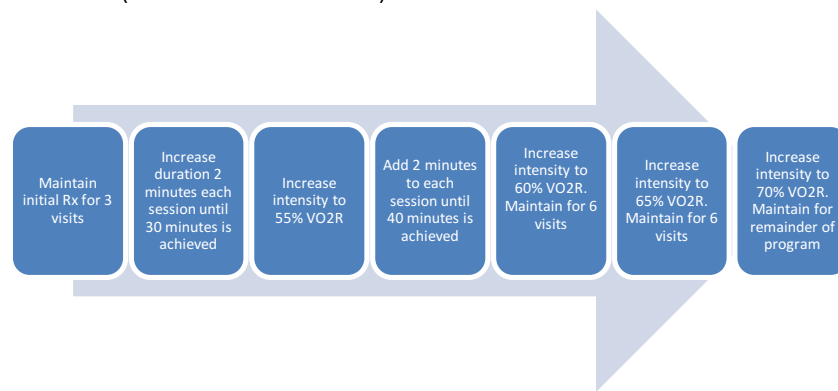 Maintain
initial Rx for 3
visits
Increase
duration 2
minutes each
session until
30 minutes is
achieved
Increase
intensity to
55% VO2R
Add 2 minutes
to each
session until
40 minutes is
achieved
Increase
intensity to
60% VO2R.
Maintain for 6
visits
Increase
intensity to
65% VO2R.
Maintain for 6
visits
Increase
intensity to
70% VO2R.
Maintain for
remainder of
program